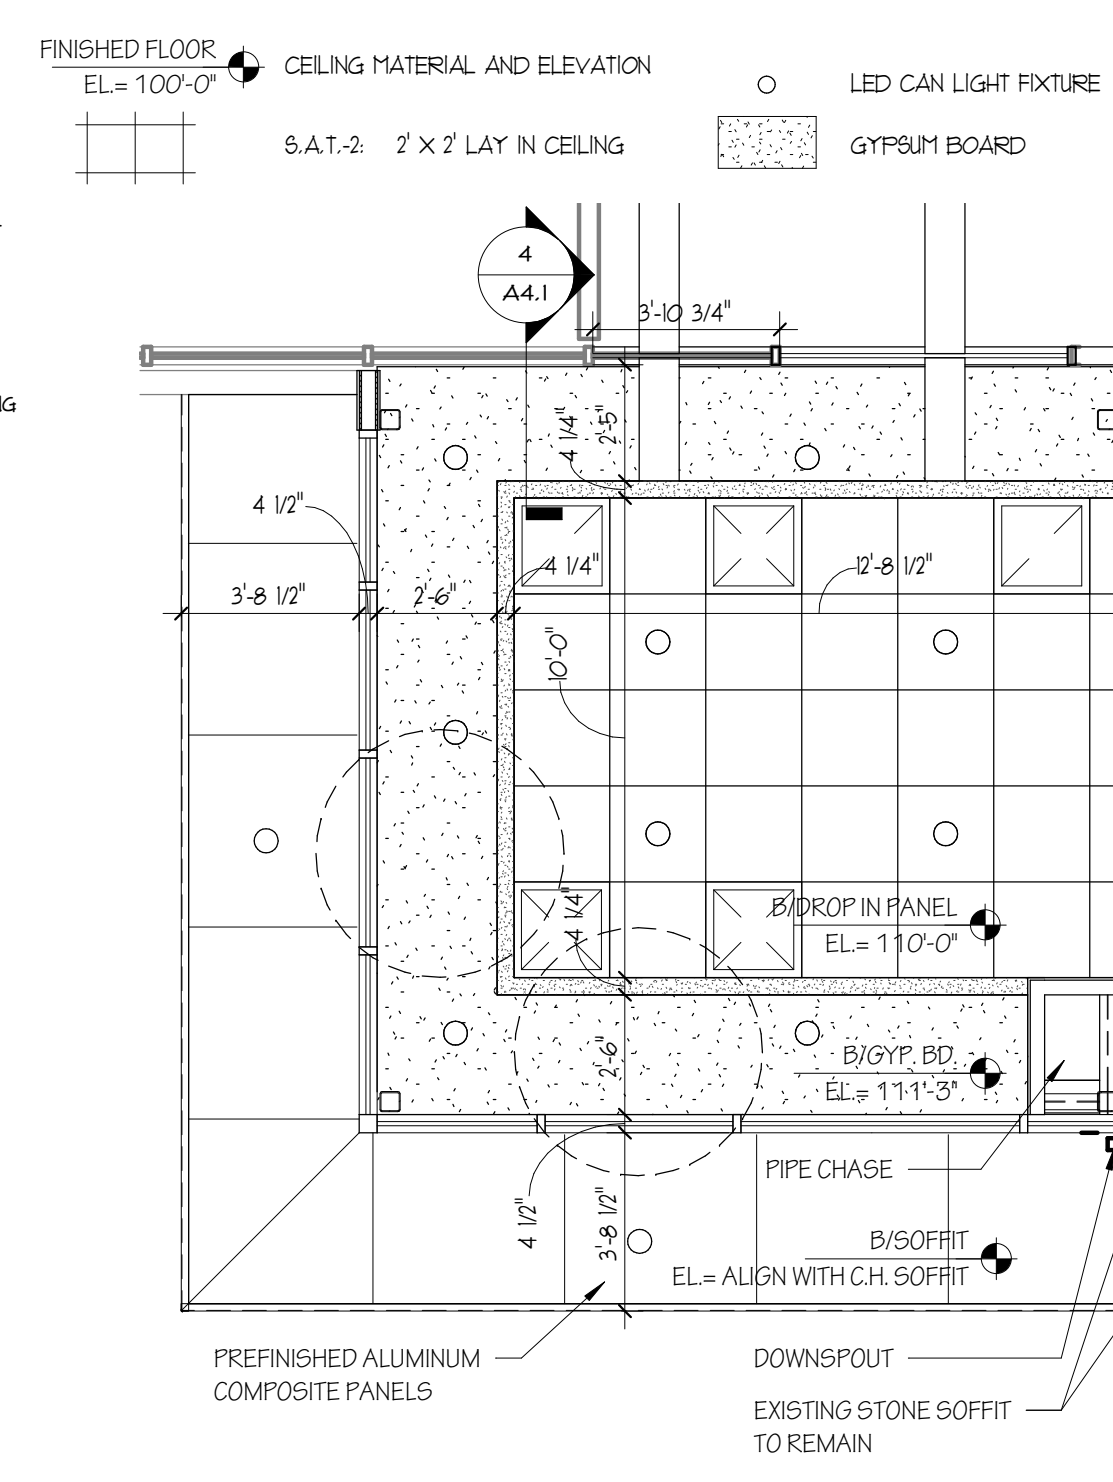 FINISHED FLOOR
EL.= 100'-0"
CEILING MATERIAL AND ELEVATION
LED CAN LIGHT FIXTURE
S.A.T.-2: 2' X 2' LAY IN CEILING
GYPSUM BOARD
4
A4.1
3'-10 3/4"
4 1/4"
2'-5"
4 1/2"
4 1/4"
12'-8 1/2"
3'-8 1/2"
2'-6"
10'-0"
4 1/4"
B/DROP IN PANEL
EL.= 110'-0"
2'-6"
B/GYP. BD.
EL.= 111'-3"
PIPE CHASE
4 1/2"
3'-8 1/2"
B/SOFFIT
EL.= ALIGN WITH C.H. SOFFIT
PREFINISHED ALUMINUM
COMPOSITE PANELS
DOWNSPOUT
EXISTING STONE SOFFIT
TO REMAIN